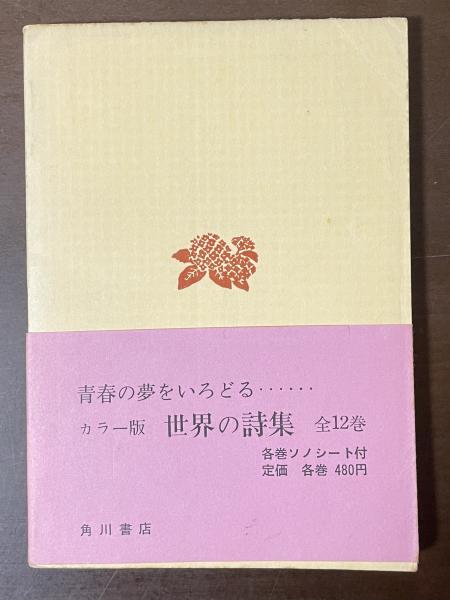 青春の夢をいろどる‥‥‥
カラー版 世界の詩集 全12巻
各巻ソノシート付
定価 各巻 480円
角川書店